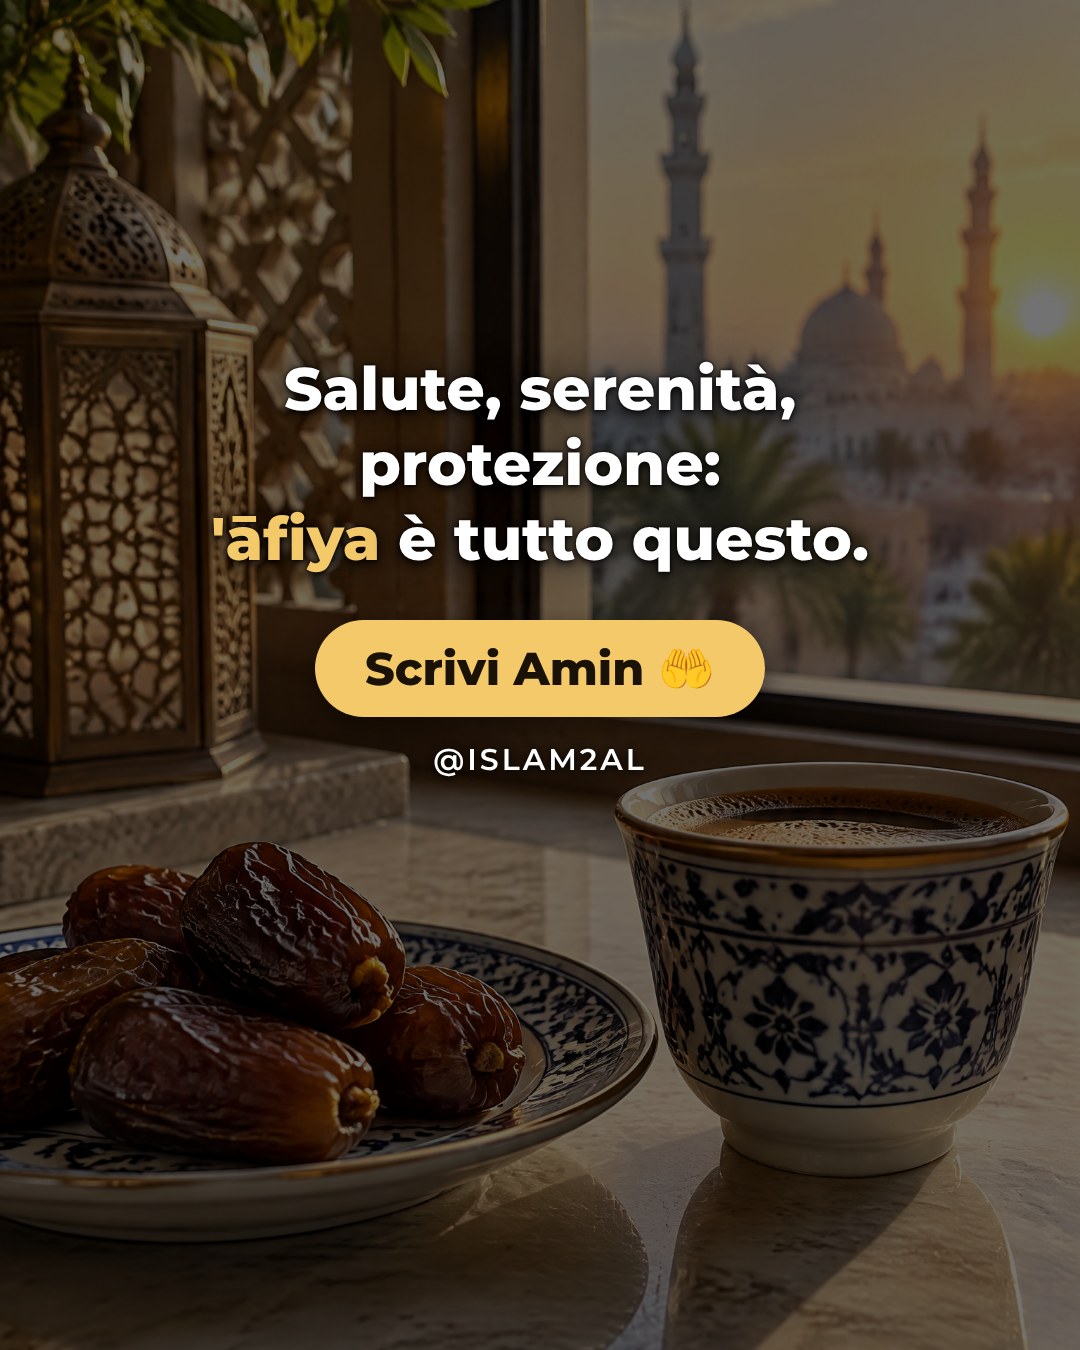 Salute, serenità,
protezione:
'āfiya è tutto questo.
Scrivi Amin 🤲
@ISLAM2AL